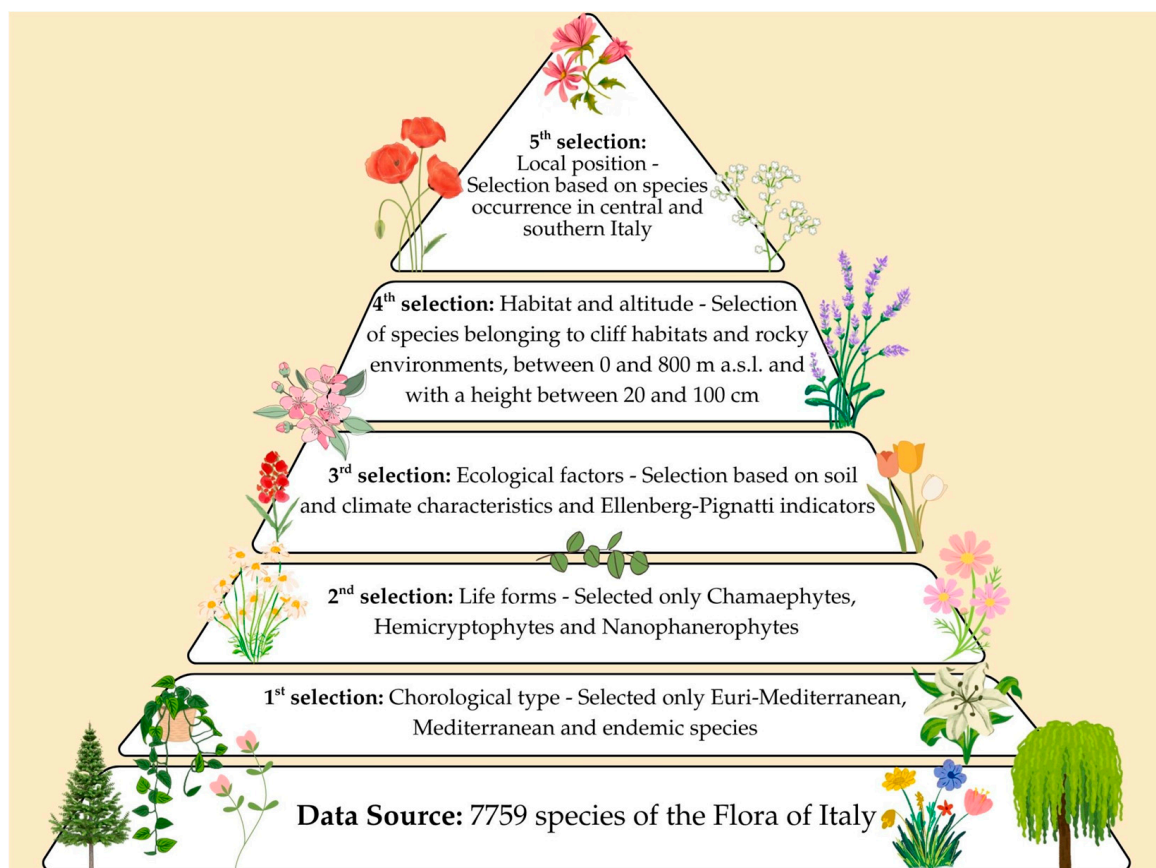 5th selection:
Local position -
Selection based on species
occurrence in central and
southern Italy
4th selection: Habitat and altitude - Selection
of species belonging to cliff habitats and rocky
environments, between 0 and 800 m a.s.l. and
with a height between 20 and 100 cm
3rd selection: Ecological factors - Selection based on soil
and climate characteristics and Ellenberg-Pignatti indicators
2nd selection: Life forms - Selected only Chamaephytes,
Hemicryptophytes and Nanophanerophytes
1st selection: Chorological type - Selected only Euri-Mediterranean,
Mediterranean and endemic species
Data Source: 7759 species of the Flora of Italy